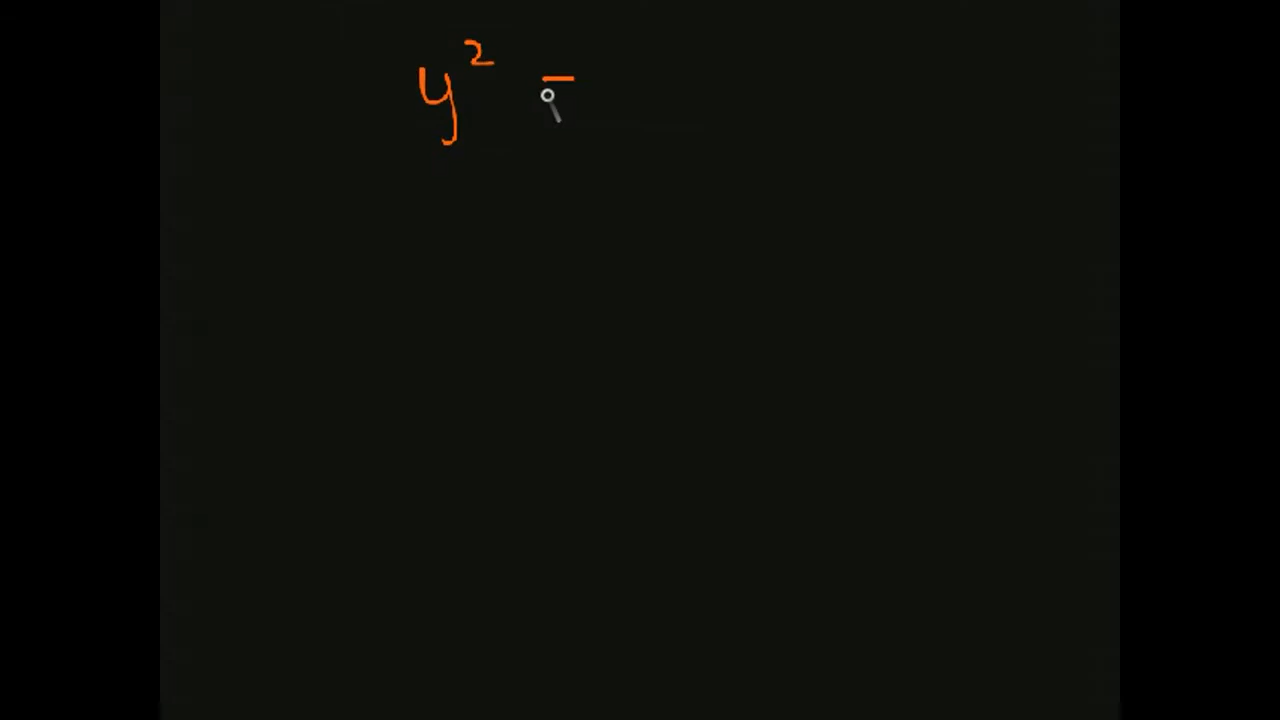 y² –